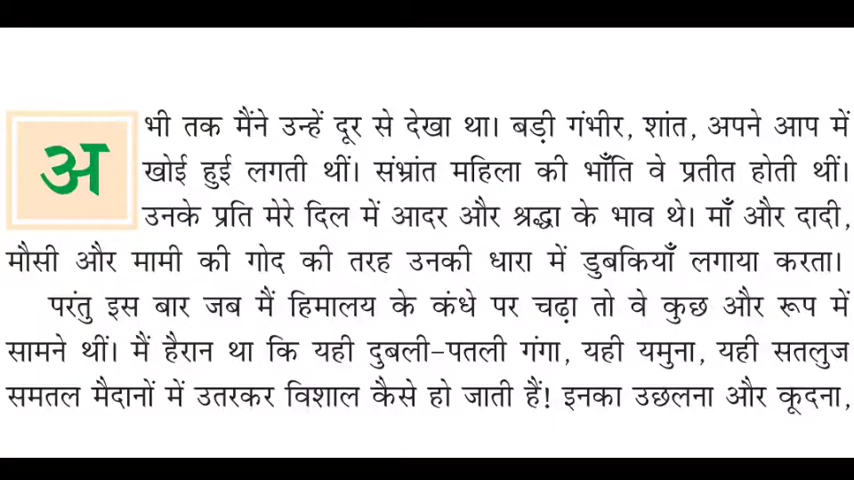 अभी तक मैंने उन्हें दूर से देखा था। बड़ी गंभीर, शांत, अपने आप में
खोई हुई लगती थीं। संभ्रांत महिला की भाँति वे प्रतीत होती थीं।
उनके प्रति मेरे दिल में आदर और श्रद्धा के भाव थे। माँ और दादी,
मौसी और मामी की गोद की तरह उनकी धारा में डुबकियाँ लगाया करता।
परंतु इस बार जब मैं हिमालय के कंधे पर चढ़ा तो वे कुछ और रूप में
सामने थीं। मैं हैरान था कि यही दुबली-पतली गंगा, यही यमुना, यही सतलुज
समतल मैदानों में उतरकर विशाल कैसे हो जाती हैं! इनका उछलना और कूदना,